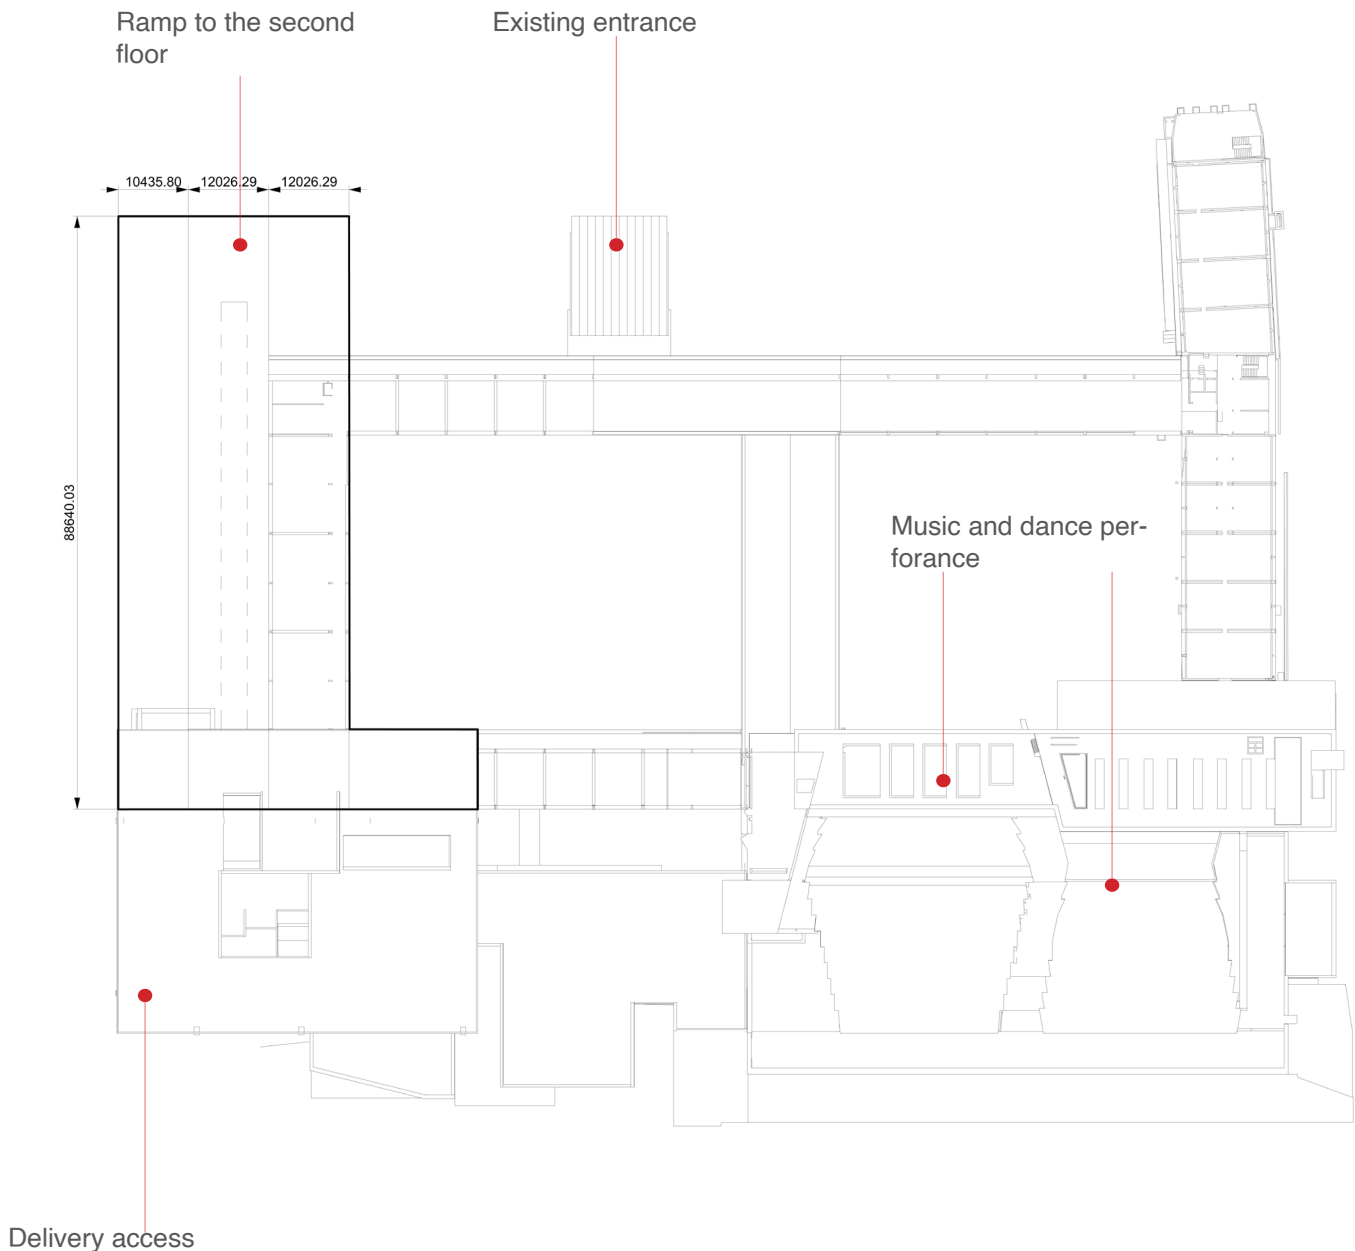 Ramp to the second
floor
Existing entrance
10435.80 12026.29 12026.29
88640.03
Music and dance per-
forance
Delivery access